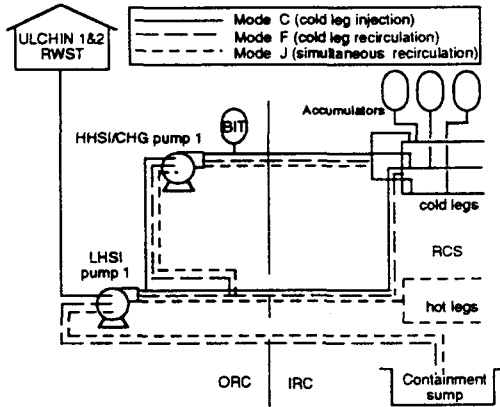 ULCHIN 1&2
RWST
Mode C (cold leg injection)
Mode F (cold leg recirculation)
Mode J (simultaneous recirculation)
Accumulators
BIT
HHSI/CHG pump 1
cold legs
RCS
LHSI
pump 1
hot legs
ORC
IRC
Containment
sump